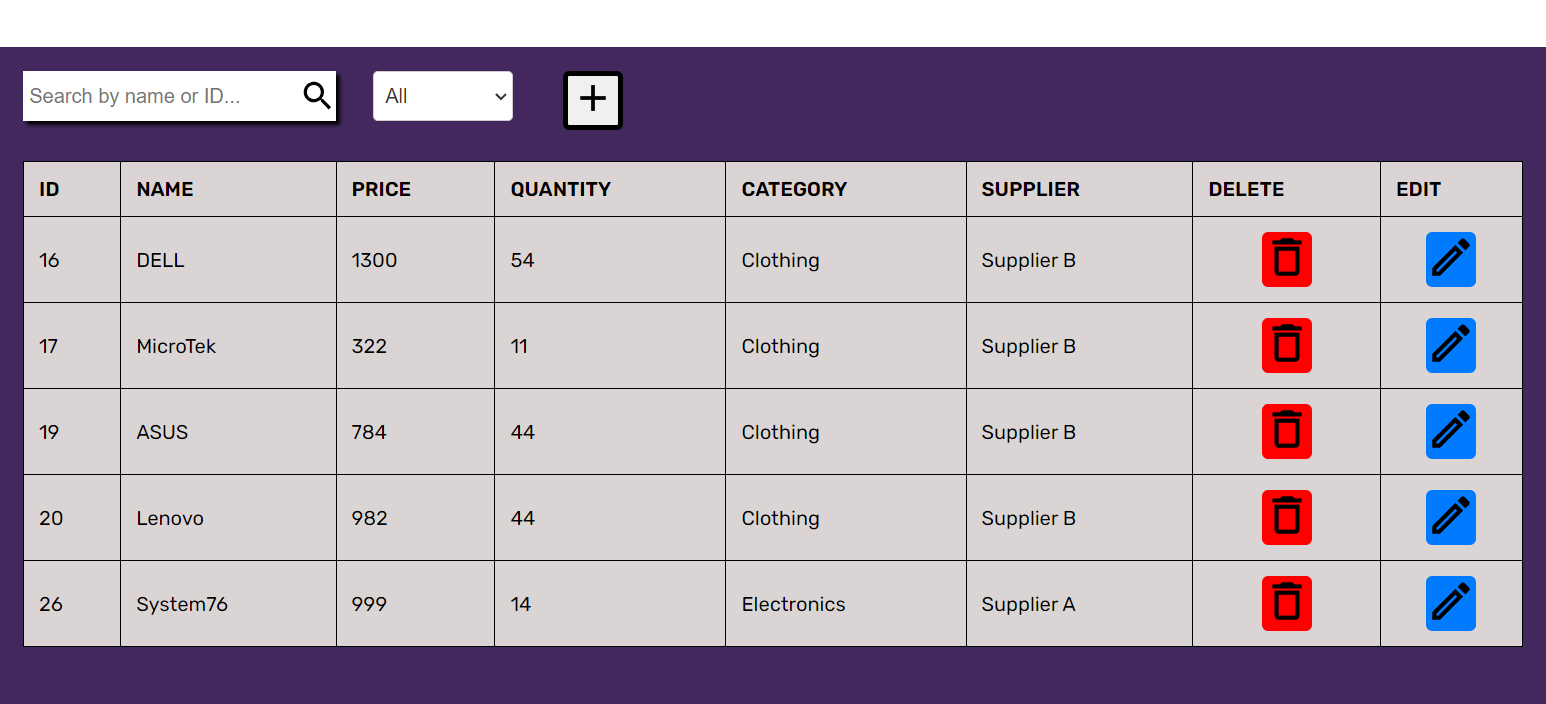 Search by name or ID...
All
ID NAME PRICE QUANTITY CATEGORY SUPPLIER DELETE EDIT
16 DELL 1300 54 Clothing Supplier B
17 MicroTek 322 11 Clothing Supplier B
19 ASUS 784 44 Clothing Supplier B
20 Lenovo 982 44 Clothing Supplier B
26 System76 999 14 Electronics Supplier A